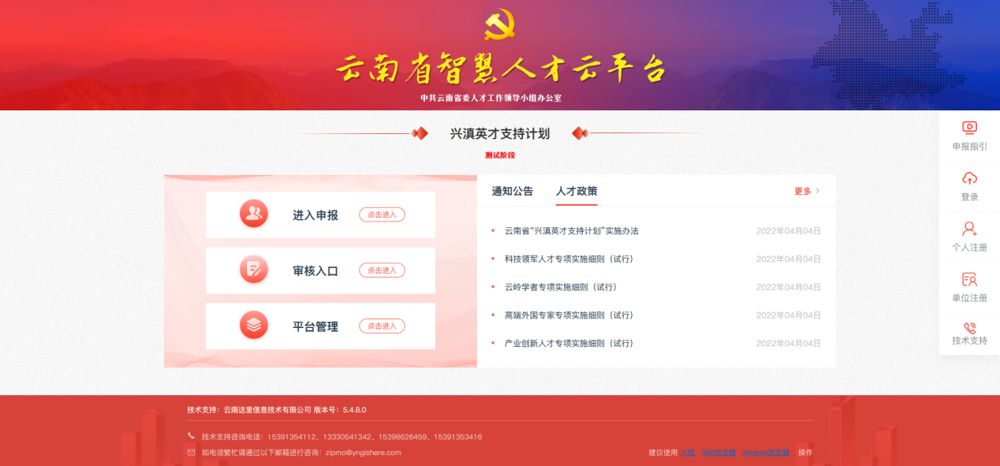 云南省智慧人才云平台
中共云南省委人才工作领导小组办公室
兴滇英才支持计划
测试阶段
进入申报 点击进入
审核入口 点击进入
平台管理 点击进入
通知公告 人才政策 更多
云南省“兴滇英才支持计划”实施办法 2022年04月04日
科技领军人才专项实施细则（试行） 2022年04月04日
云岭学者专项实施细则（试行） 2022年04月04日
高端外国专家专项实施细则（试行） 2022年04月04日
产业创新人才专项实施细则（试行） 2022年04月04日
申报指引
登录
个人注册
单位注册
技术支持
技术支持：云南这里信息技术有限公司 版本号：5.4.8.0
技术支持咨询电话：15391354112、13330541342、15398626459、15391353416
如电话繁忙请通过以下邮箱进行咨询：zlpmo@yngishere.com
建议使用 火狐 360浏览器 chrome浏览器 操作